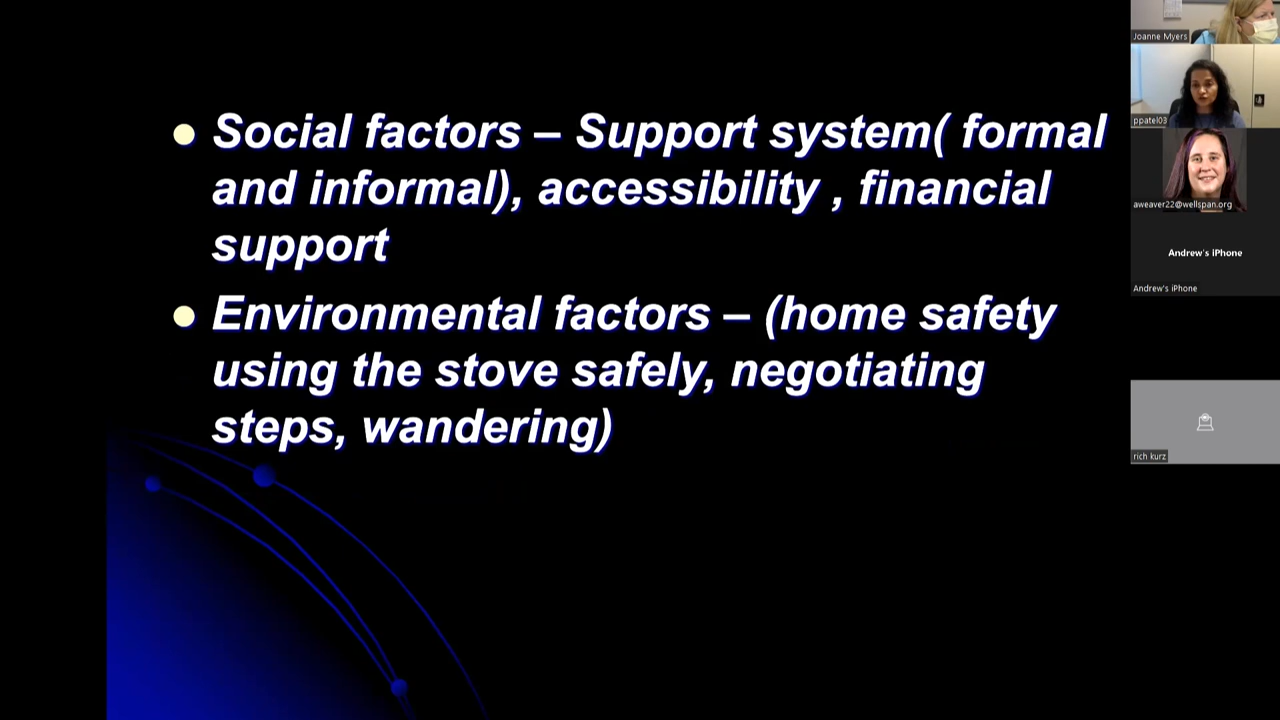 Social factors – Support system( formal
and informal), accessibility , financial
support
Environmental factors – (home safety
using the stove safely, negotiating
steps, wandering)
Joanne Myers
ppatel03
aweaver22@wellspan.org
Andrew's iPhone
Andrew's iPhone
rich kurz